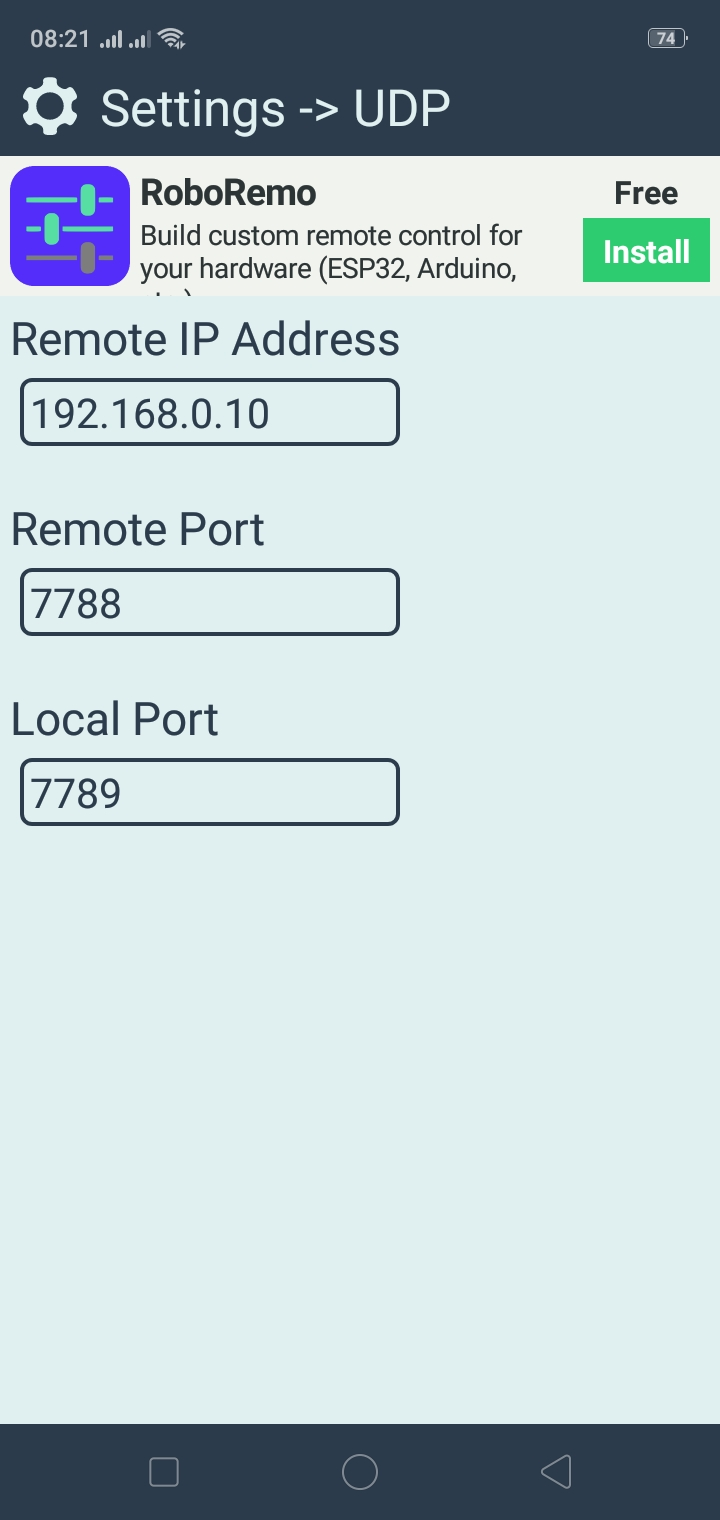 08:21
74
Settings -> UDP
RoboRemo
Free
Build custom remote control for
your hardware (ESP32, Arduino,
Install
Remote IP Address
192.168.0.10
Remote Port
7788
Local Port
7789